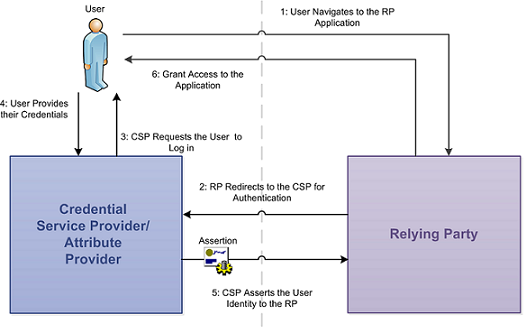 User
1: User Navigates to the RP
Application
6: Grant Access to the
Application
4: User Provides
their Credentials
3: CSP Requests the User to
Log in
2: RP Redirects to the CSP for
Authentication
Credential
Service Provider/
Attribute
Provider
Relying Party
Assertion
5: CSP Asserts the User
Identity to the RP